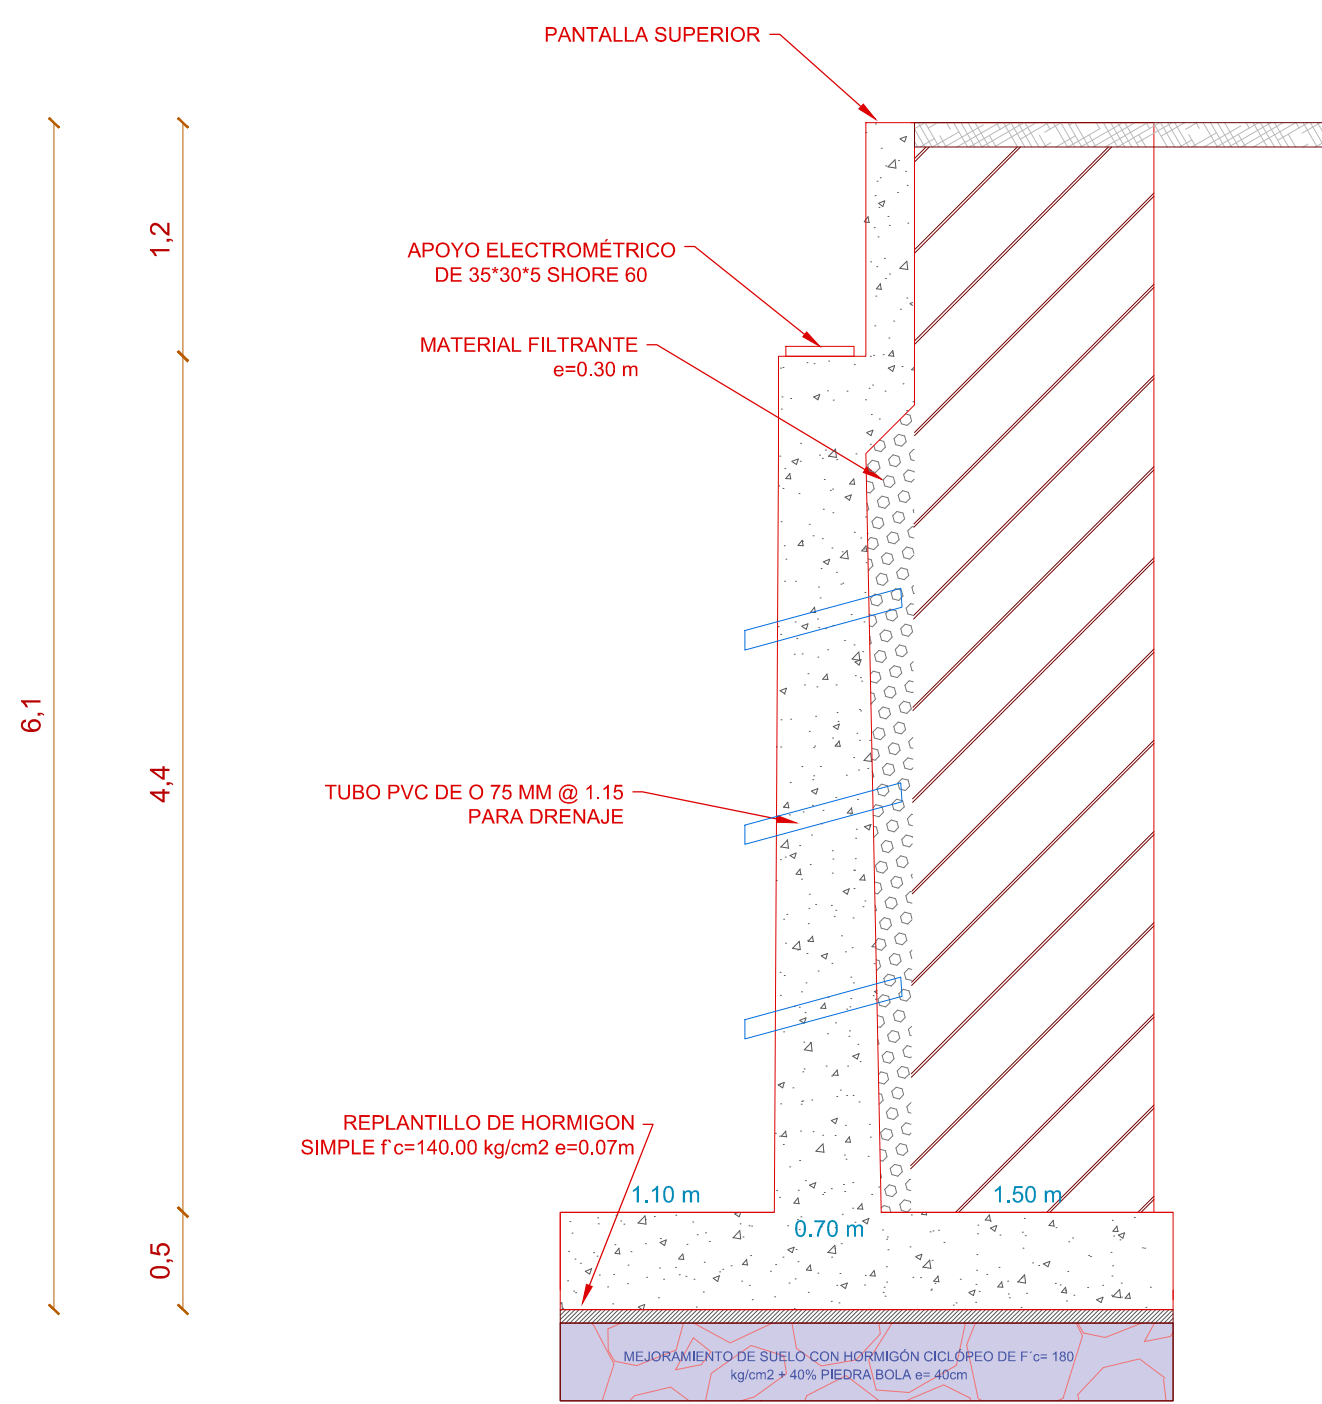 PANTALLA SUPERIOR
1,2
APOYO ELECTROMÉTRICO
DE 35*30*5 SHORE 60
MATERIAL FILTRANTE
e=0.30 m
6,1
4,4
TUBO PVC DE O 75 MM @ 1.15
PARA DRENAJE
REPLANTILLO DE HORMIGON
SIMPLE f`c=140.00 kg/cm2 e=0.07m
1.10 m
1.50 m
0.70 m
0,5
MEJORAMIENTO DE SUELO CON HORMIGÓN CICLÓPEO DE F´c= 180
kg/cm2 + 40% PIEDRA BOLA e= 40cm